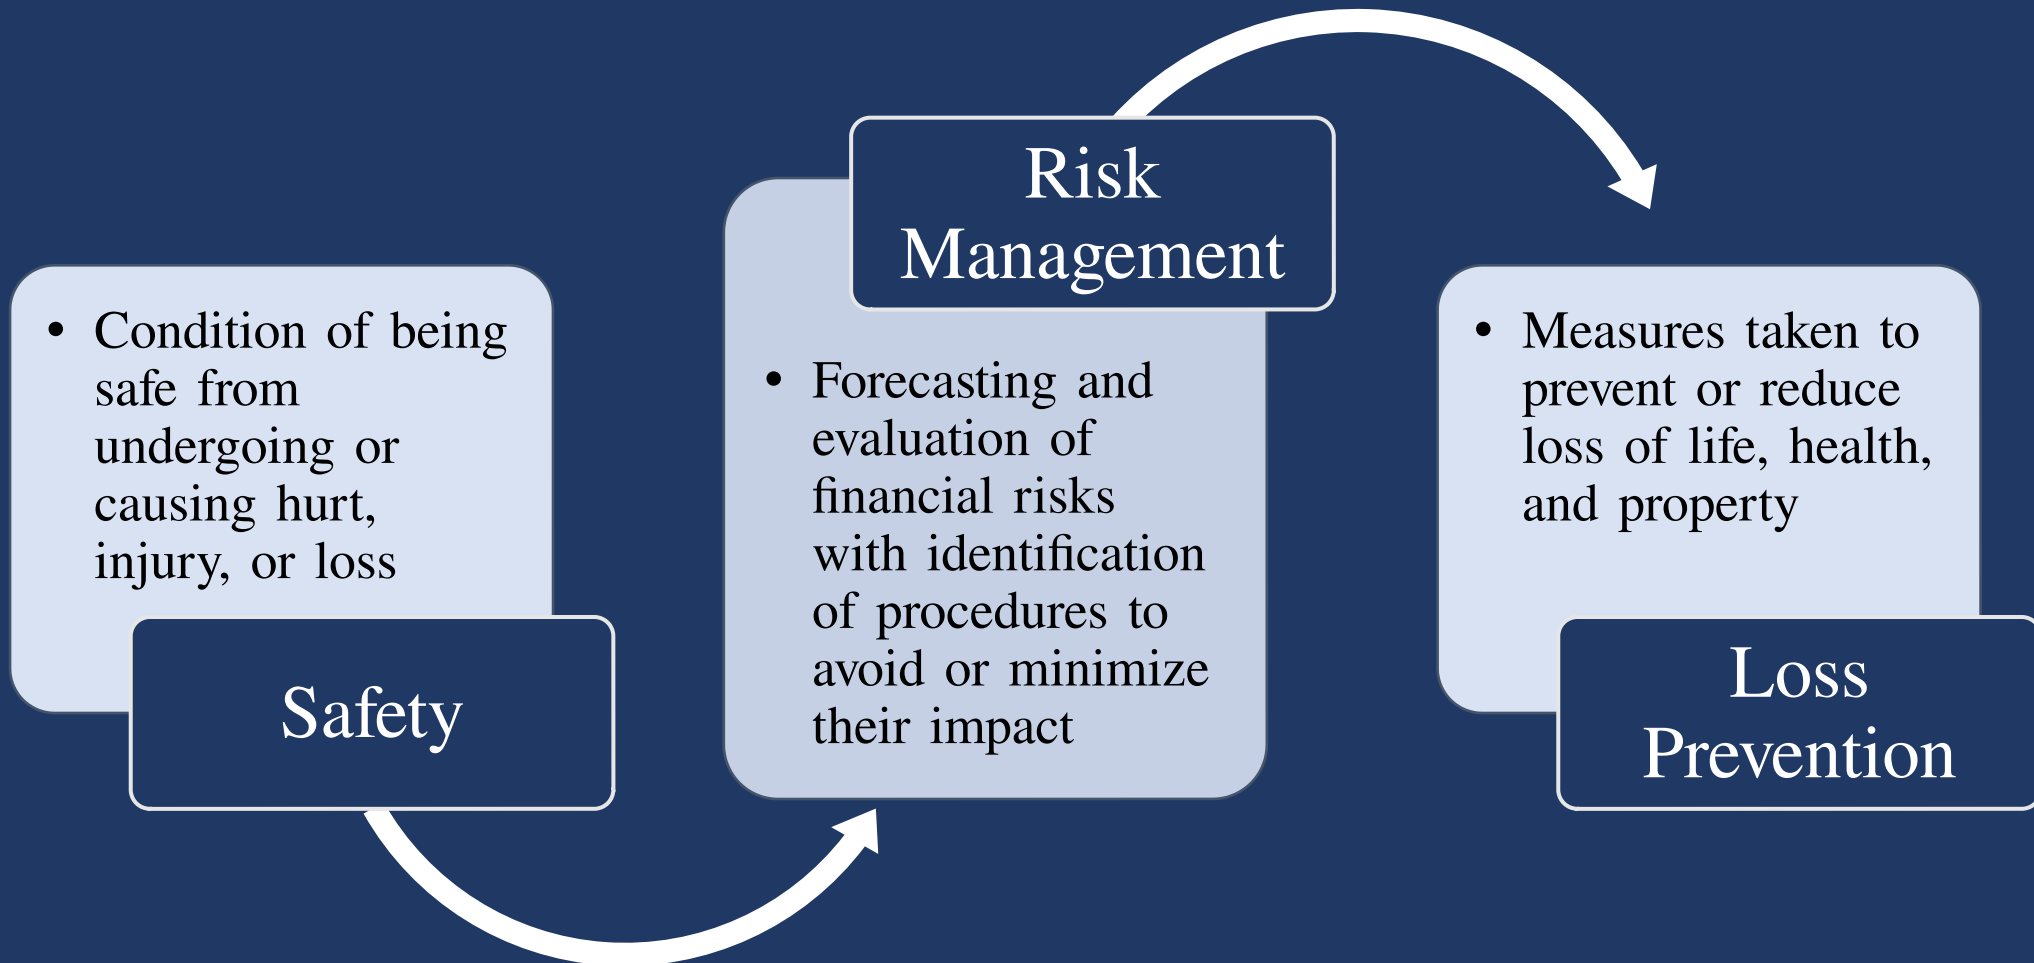 • Condition of being
safe from
undergoing or
causing hurt,
injury, or loss
Safety
Risk
Management
• Forecasting and
evaluation of
financial risks
with identification
of procedures to
avoid or minimize
their impact
• Measures taken to
prevent or reduce
loss of life, health,
and property
Loss
Prevention